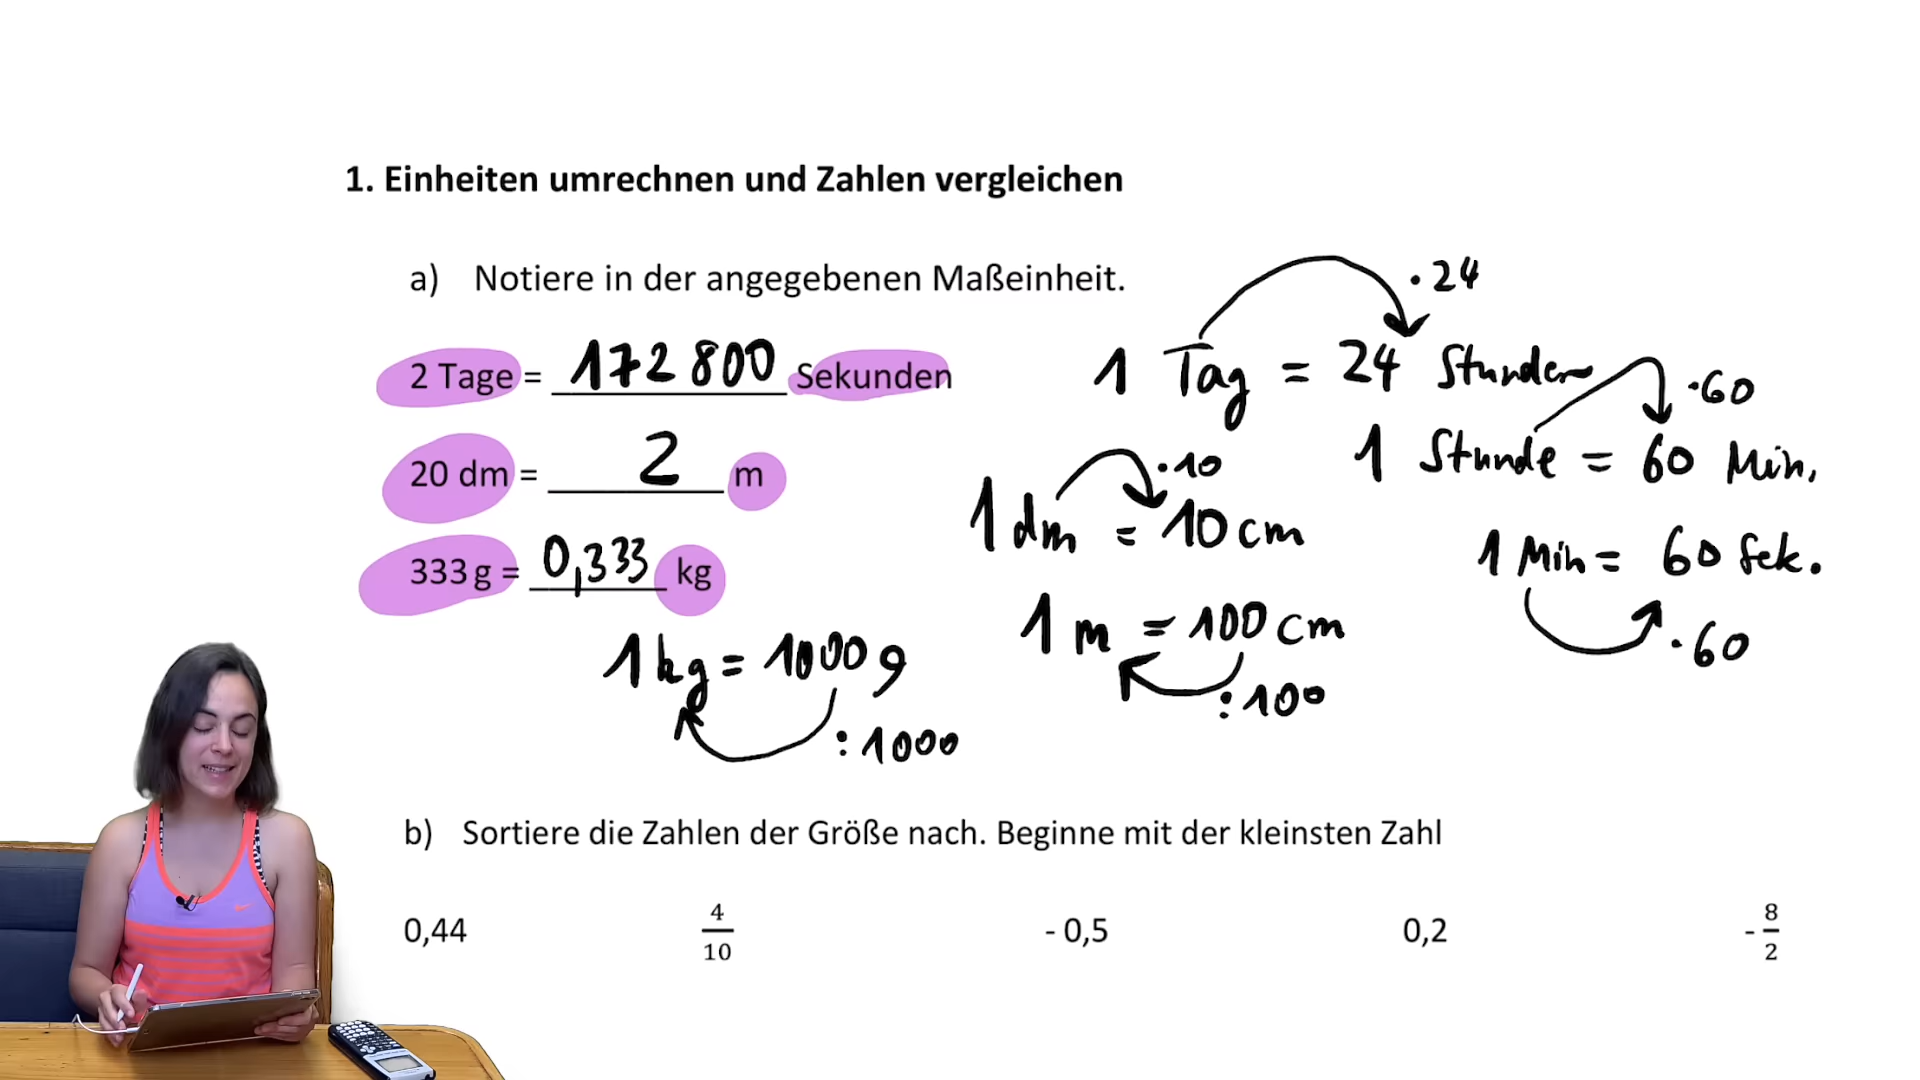 1. Einheiten umrechnen und Zahlen vergleichen
a) Notiere in der angegebenen Maßeinheit.
2 Tage = 172 800 Sekunden
20 dm = 2 m
333 g = 0,333 kg
1 kg = 1000 g
: 1000
· 24
1 Tag = 24 Stunden
· 60
1 Stunde = 60 Min.
1 Min = 60 Sek.
· 60
· 10
1 dm = 10 cm
1 m = 100 cm
: 100
b) Sortiere die Zahlen der Größe nach. Beginne mit der kleinsten Zahl
0,44 4/10 - 0,5 0,2 - 8/2